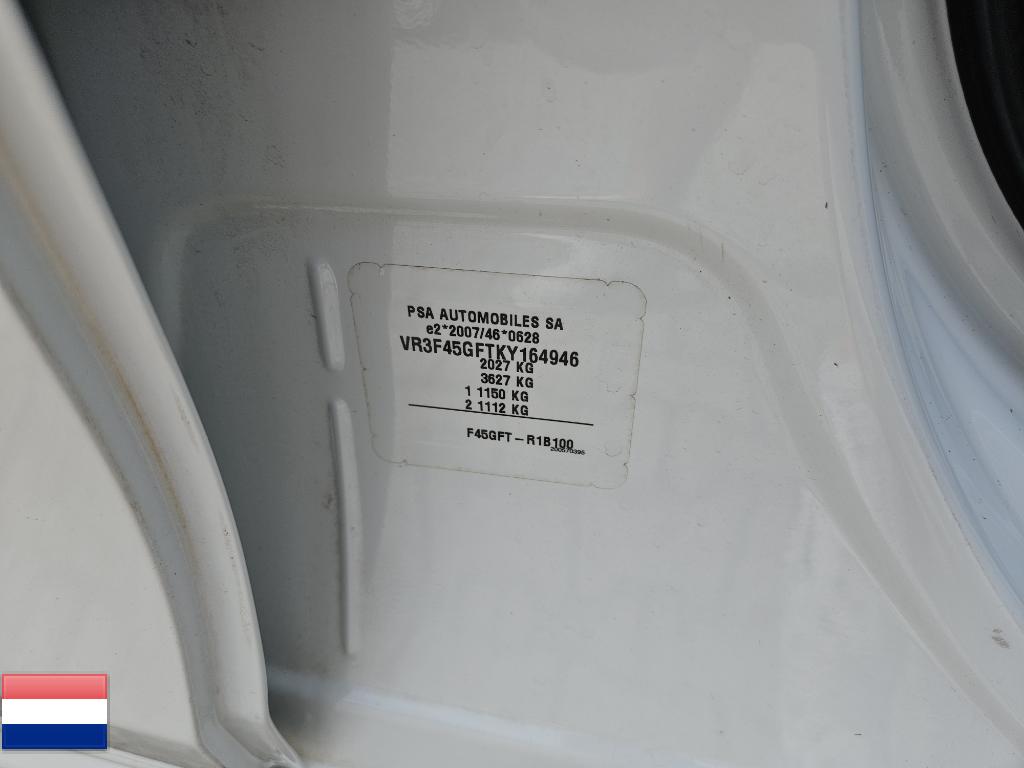 PSA AUTOMOBILES SA
e2*2007/46*0628
VR3F45GFTKY164946
2027 KG
3627 KG
1 1150 KG
2 1112 KG
F45GFT-R1B100